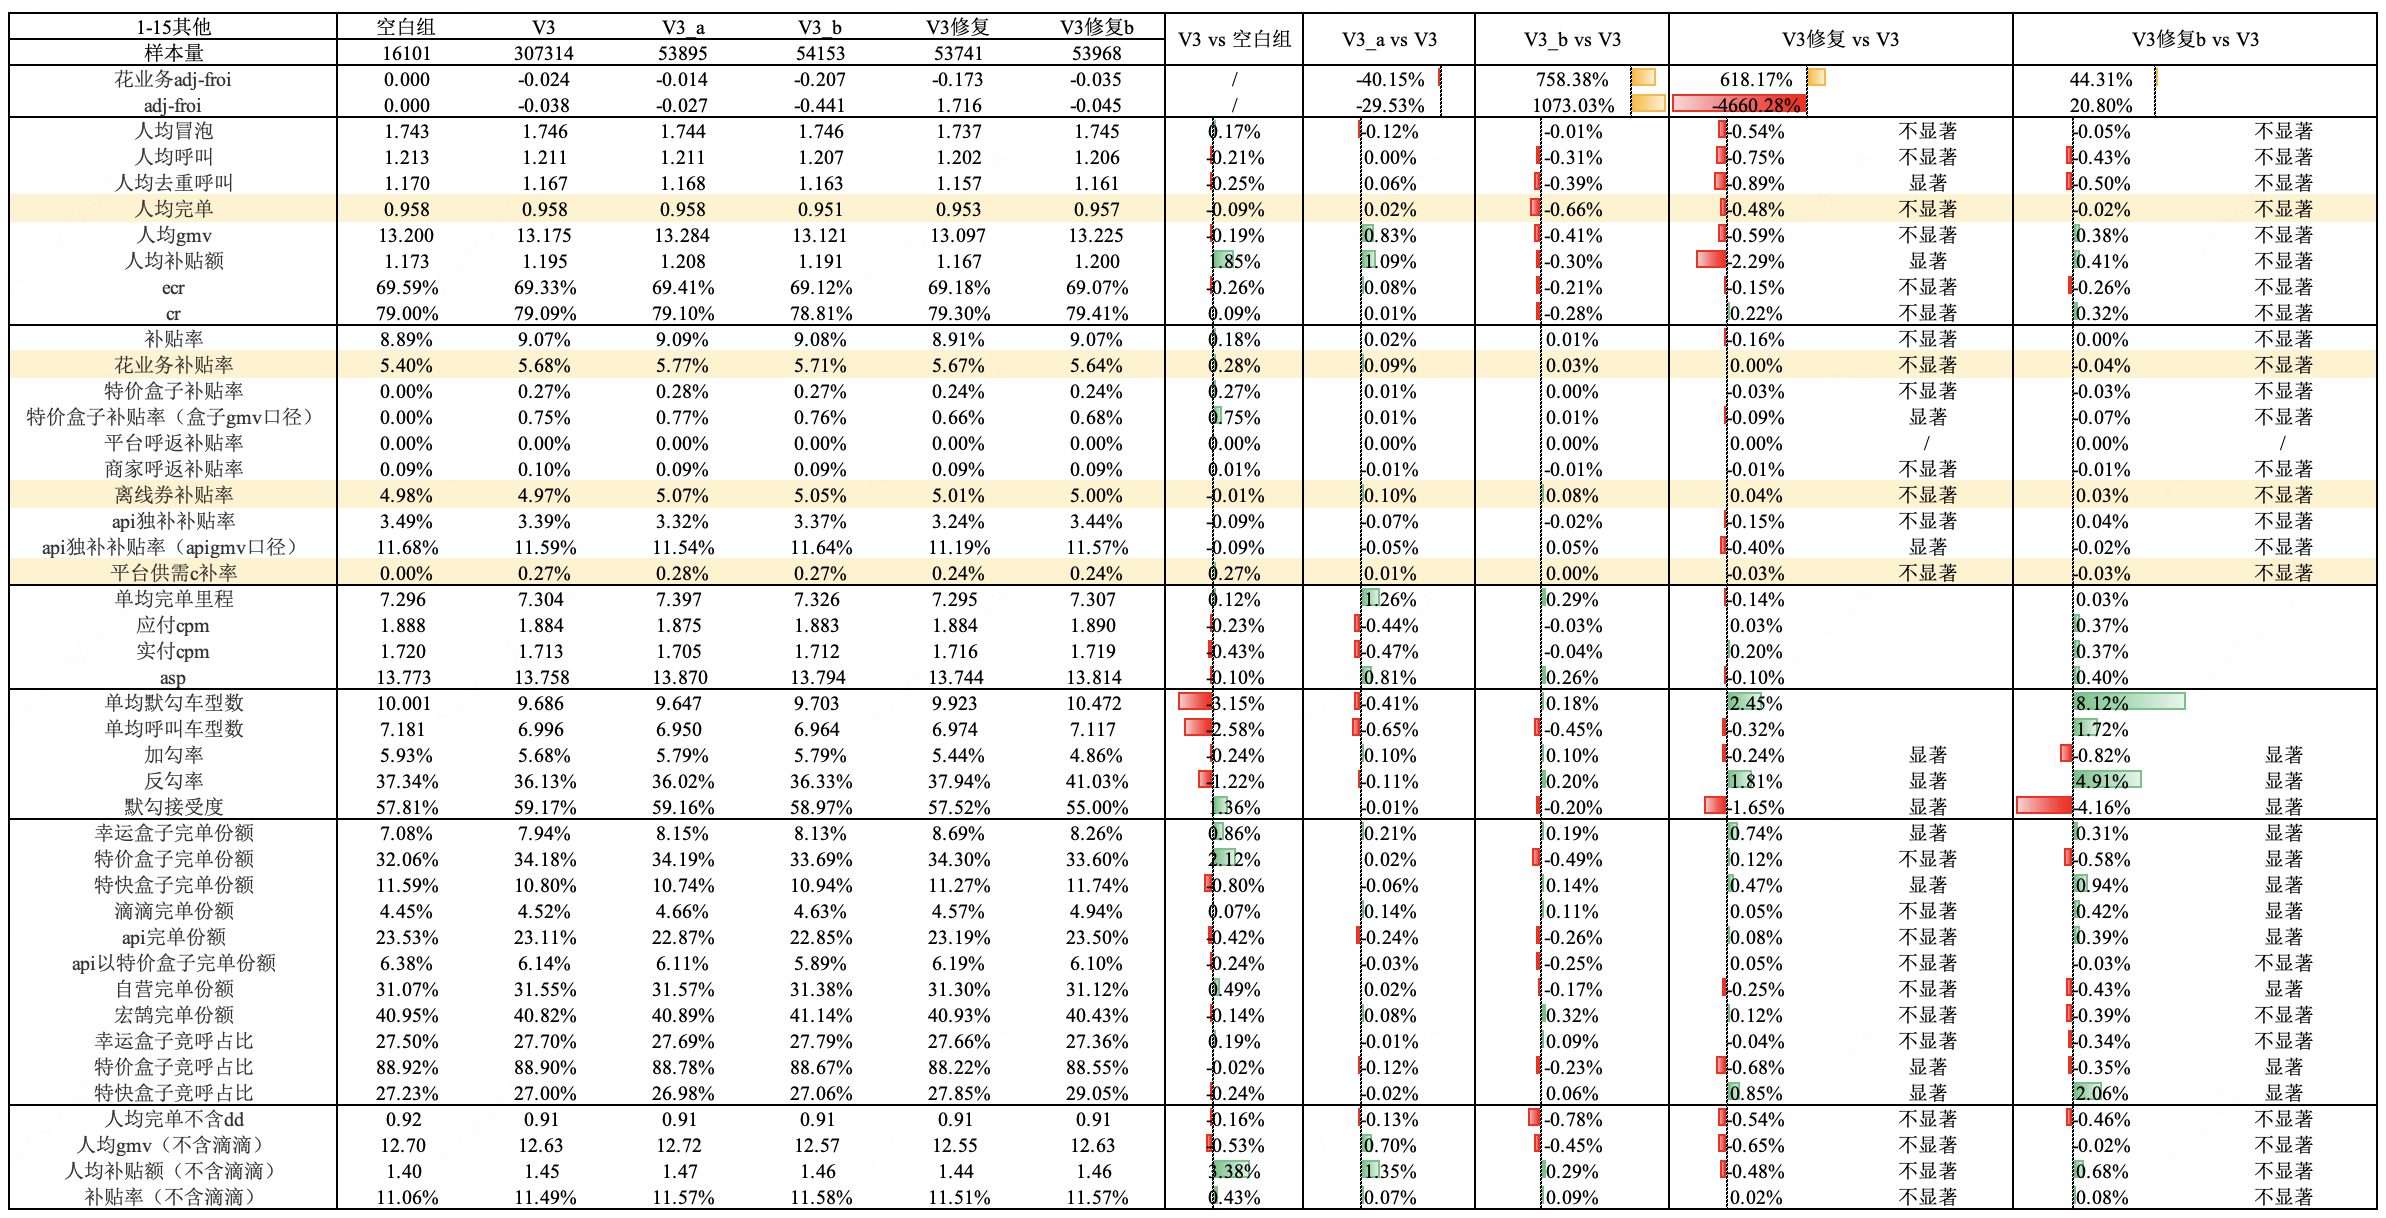 1-15其他 空白组 V3 V3_a V3_b V3修复 V3修复b V3 vs 空白组 V3_a vs V3 V3_b vs V3 V3修复 vs V3 V3修复b vs V3
样本量 16101 307314 53895 54153 53741 53968
花业务adj-froi 0.000 -0.024 -0.014 -0.207 -0.173 -0.035 / -40.15% 758.38% 618.17% 44.31%
adj-froi 0.000 -0.038 -0.027 -0.441 1.716 -0.045 / -29.53% 1073.03% -4660.28% 20.80%
人均冒泡 1.743 1.746 1.744 1.746 1.737 1.745 0.17% -0.12% -0.01% -0.54% 不显著 -0.05% 不显著
人均呼叫 1.213 1.211 1.211 1.207 1.202 1.206 -0.21% 0.00% -0.31% -0.75% 不显著 -0.43% 不显著
人均去重呼叫 1.170 1.167 1.168 1.163 1.157 1.161 -0.25% 0.06% -0.39% -0.89% 显著 -0.50% 不显著
人均完单 0.958 0.958 0.958 0.951 0.953 0.957 -0.09% 0.02% -0.66% -0.48% 不显著 -0.02% 不显著
人均gmv 13.200 13.175 13.284 13.121 13.097 13.225 -0.19% 0.83% -0.41% -0.59% 不显著 0.38% 不显著
人均补贴额 1.173 1.195 1.208 1.191 1.167 1.200 1.85% 1.09% -0.30% -2.29% 显著 0.41% 不显著
ecr 69.59% 69.33% 69.41% 69.12% 69.18% 69.07% -0.26% 0.08% -0.21% -0.15% 不显著 -0.26% 不显著
cr 79.00% 79.09% 79.10% 78.81% 79.30% 79.41% 0.09% 0.01% -0.28% 0.22% 不显著 0.32% 不显著
补贴率 8.89% 9.07% 9.09% 9.08% 8.91% 9.07% 0.18% 0.02% 0.01% -0.16% 不显著 0.00% 不显著
花业务补贴率 5.40% 5.68% 5.77% 5.71% 5.67% 5.64% 0.28% 0.09% 0.03% 0.00% 不显著 -0.04% 不显著
特价盒子补贴率 0.00% 0.27% 0.28% 0.27% 0.24% 0.24% 0.27% 0.01% 0.00% -0.03% 不显著 -0.03% 不显著
特价盒子补贴率（盒子gmv口径） 0.00% 0.75% 0.77% 0.76% 0.66% 0.68% 0.75% 0.01% 0.01% -0.09% 显著 -0.07% 不显著
平台呼返补贴率 0.00% 0.00% 0.00% 0.00% 0.00% 0.00% 0.00% 0.00% 0.00% 0.00% / 0.00% /
商家呼返补贴率 0.09% 0.10% 0.09% 0.09% 0.09% 0.09% 0.01% -0.01% -0.01% -0.01% 不显著 -0.01% 不显著
离线券补贴率 4.98% 4.97% 5.07% 5.05% 5.01% 5.00% -0.01% 0.10% 0.08% 0.04% 不显著 0.03% 不显著
api独补补贴率 3.49% 3.39% 3.32% 3.37% 3.24% 3.44% -0.09% -0.07% -0.02% -0.15% 不显著 0.04% 不显著
api独补补贴率（apigmv口径） 11.68% 11.59% 11.54% 11.64% 11.19% 11.57% -0.09% -0.05% 0.05% -0.40% 显著 -0.02% 不显著
平台供需c补率 0.00% 0.27% 0.28% 0.27% 0.24% 0.24% 0.27% 0.01% 0.00% -0.03% 不显著 -0.03% 不显著
单均完单里程 7.296 7.304 7.397 7.326 7.295 7.307 0.12% 1.26% 0.29% -0.14% 0.03%
应付cpm 1.888 1.884 1.875 1.883 1.884 1.890 -0.23% -0.44% -0.03% 0.03% 0.37%
实付cpm 1.720 1.713 1.705 1.712 1.716 1.719 -0.43% -0.47% -0.04% 0.20% 0.37%
asp 13.773 13.758 13.870 13.794 13.744 13.814 -0.10% 0.81% 0.26% -0.10% 0.40%
单均默勾车型数 10.001 9.686 9.647 9.703 9.923 10.472 -3.15% -0.41% 0.18% 2.45% 8.12%
单均呼叫车型数 7.181 6.996 6.950 6.964 6.974 7.117 -2.58% -0.65% -0.45% -0.32% 1.72%
加勾率 5.93% 5.68% 5.79% 5.79% 5.44% 4.86% -0.24% 0.10% 0.10% -0.24% 显著 -0.82% 显著
反勾率 37.34% 36.13% 36.02% 36.33% 37.94% 41.03% -1.22% -0.11% 0.20% 1.81% 显著 4.91% 显著
默勾接受度 57.81% 59.17% 59.16% 58.97% 57.52% 55.00% 1.36% -0.01% -0.20% -1.65% 显著 -4.16% 显著
幸运盒子完单份额 7.08% 7.94% 8.15% 8.13% 8.69% 8.26% 0.86% 0.21% 0.19% 0.74% 显著 0.31% 显著
特价盒子完单份额 32.06% 34.18% 34.19% 33.69% 34.30% 33.60% 2.12% 0.02% -0.49% 0.12% 不显著 -0.58% 显著
特快盒子完单份额 11.59% 10.80% 10.74% 10.94% 11.27% 11.74% -0.80% -0.06% 0.14% 0.47% 显著 0.94% 显著
滴滴完单份额 4.45% 4.52% 4.66% 4.63% 4.57% 4.94% 0.07% 0.14% 0.11% 0.05% 不显著 0.42% 显著
api完单份额 23.53% 23.11% 22.87% 22.85% 23.19% 23.50% -0.42% -0.24% -0.26% 0.08% 不显著 0.39% 显著
api以特价盒子完单份额 6.38% 6.14% 6.11% 5.89% 6.19% 6.10% -0.24% -0.03% -0.25% 0.05% 不显著 -0.03% 不显著
自营完单份额 31.07% 31.55% 31.57% 31.38% 31.30% 31.12% 0.49% 0.02% -0.17% -0.25% 不显著 -0.43% 显著
宏鹄完单份额 40.95% 40.82% 40.89% 41.14% 40.93% 40.43% -0.14% 0.08% 0.32% 0.12% 不显著 -0.39% 不显著
幸运盒子竞呼占比 27.50% 27.70% 27.69% 27.79% 27.66% 27.36% 0.19% -0.01% 0.09% -0.04% 不显著 -0.34% 不显著
特价盒子竞呼占比 88.92% 88.90% 88.78% 88.67% 88.22% 88.55% -0.02% -0.12% -0.23% -0.68% 显著 -0.35% 显著
特快盒子竞呼占比 27.23% 27.00% 26.98% 27.06% 27.85% 29.05% -0.24% -0.02% 0.06% 0.85% 显著 2.06% 显著
人均完单不含dd 0.92 0.91 0.91 0.91 0.91 0.91 -0.16% -0.13% -0.78% -0.54% 不显著 -0.46% 不显著
人均gmv（不含滴滴） 12.70 12.63 12.72 12.57 12.55 12.63 -0.53% 0.70% -0.45% -0.65% 不显著 -0.02% 不显著
人均补贴额（不含滴滴） 1.40 1.45 1.47 1.46 1.44 1.46 3.38% 1.35% 0.29% -0.48% 不显著 0.68% 不显著
补贴率（不含滴滴） 11.06% 11.49% 11.57% 11.58% 11.51% 11.57% 0.43% 0.07% 0.09% 0.02% 不显著 0.08% 不显著